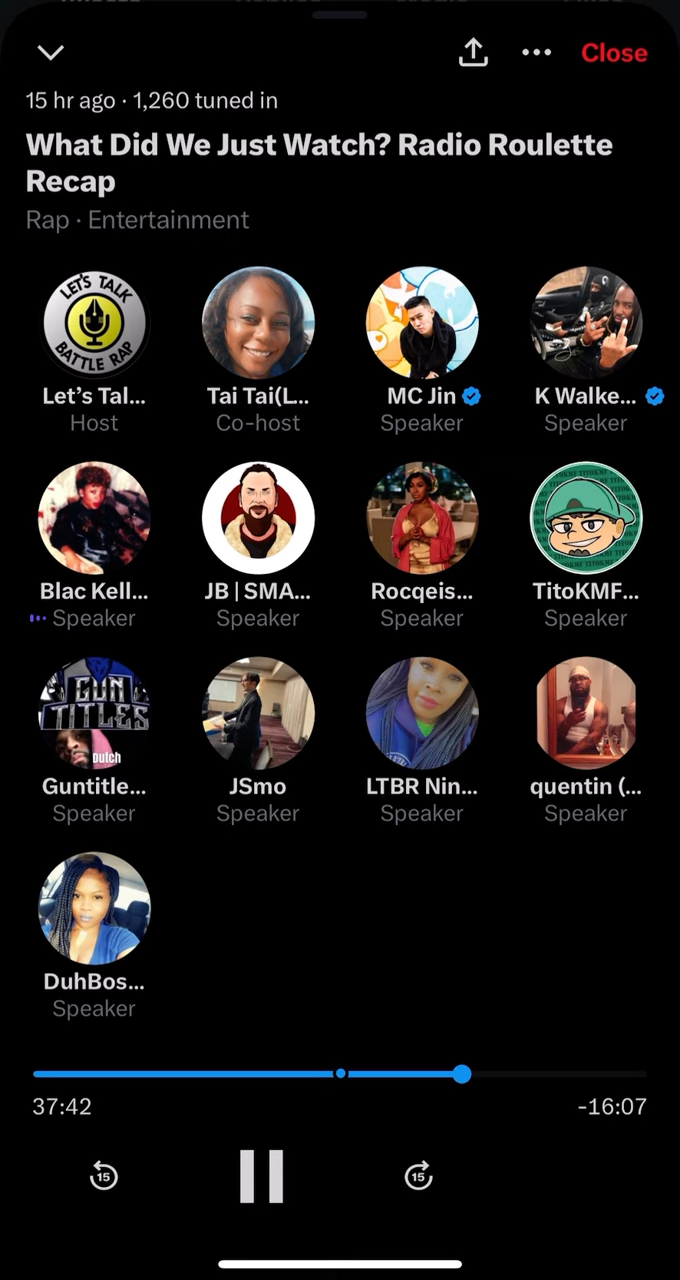 Close
15 hr ago · 1,260 tuned in
What Did We Just Watch? Radio Roulette
Recap
Rap · Entertainment
LET'S TALK
BATTLE RAP
Let’s Tal...
Tai Tai(L...
MC Jin
K Walke...
Host
Co-host
Speaker
Speaker
TITOKMF
Blac Kell...
JB | SMA...
Rocqeis...
TitoKMF...
Speaker
Speaker
Speaker
Speaker
GUN
TITLES
Dutch
Guntitle...
JSmo
LTBR Nin...
quentin (...
Speaker
Speaker
Speaker
Speaker
DuhBos...
Speaker
37:42
-16:07
15
15